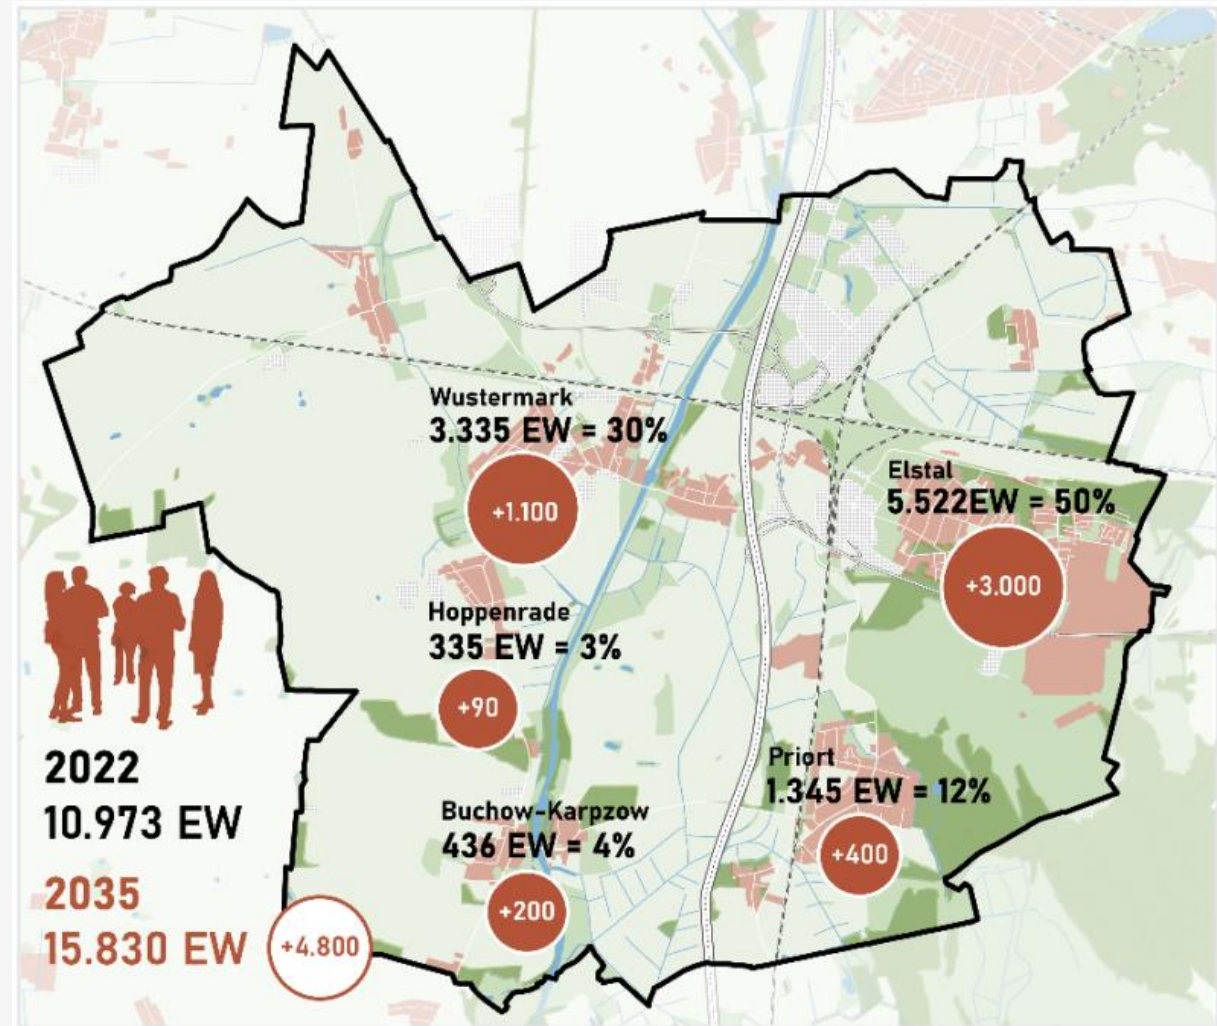 Wustermark
3.335 EW = 30%
+1.100
Elstal
5.522EW = 50%
+3.000
Hoppenrade
335 EW = 3%
+90
Priort
1.345 EW = 12%
+400
Buchow-Karpzow
436 EW = 4%
+200
2022
10.973 EW
2035
15.830 EW
+4.800